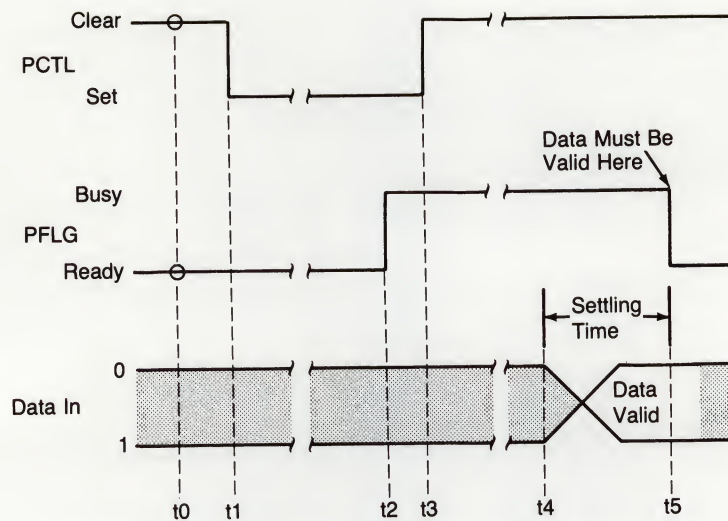 Clear
PCTL
Set
Data Must Be
Valid Here
Busy
PFLG
Ready
Settling
Time
0
Data In
Data
Valid
1
t0
t1
t2
t3
t4
t5